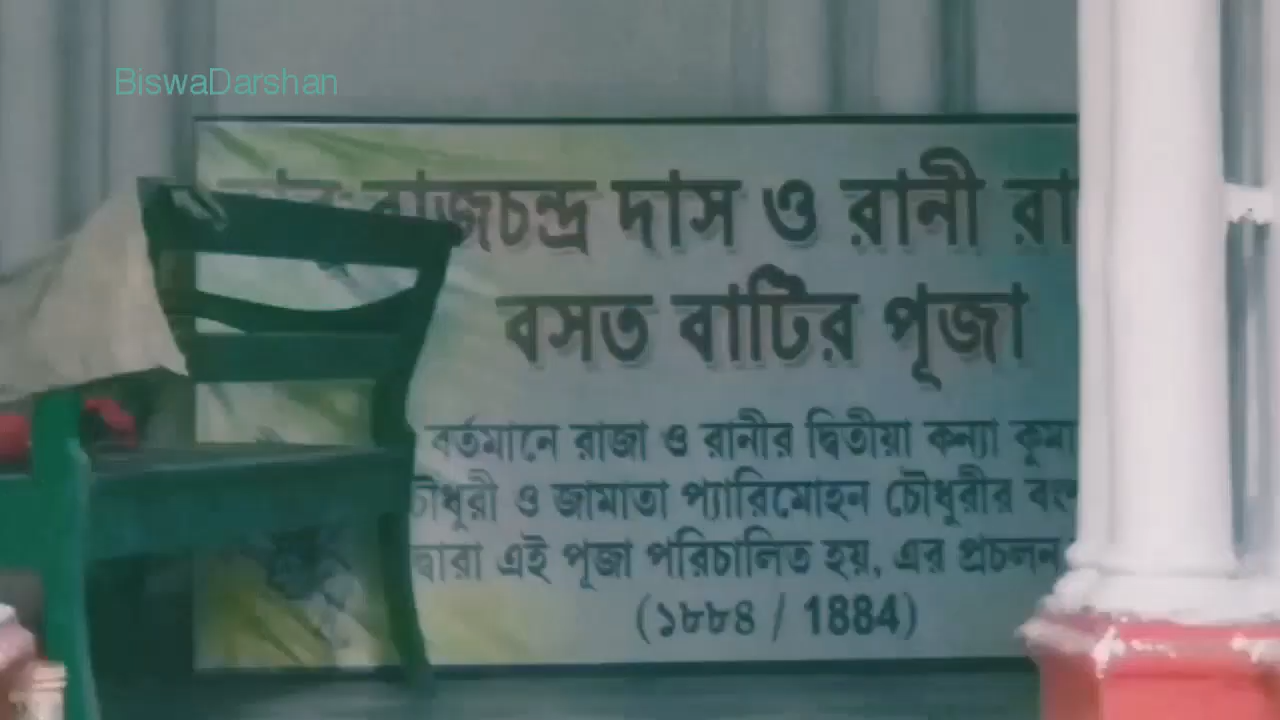 BiswaDarshan
রাজচন্দ্র দাস ও রানী
বসত বাটির পূজা
বর্তমানে রাজা ও রানীর দ্বিতীয়া কন্যা
চৌধুরী ও জামাতা প্যারিমোহন চৌধুরীর
দ্বারা এই পূজা পরিচালিত হয়, এর প্রচলন
(১৮৮৪ / 1884)